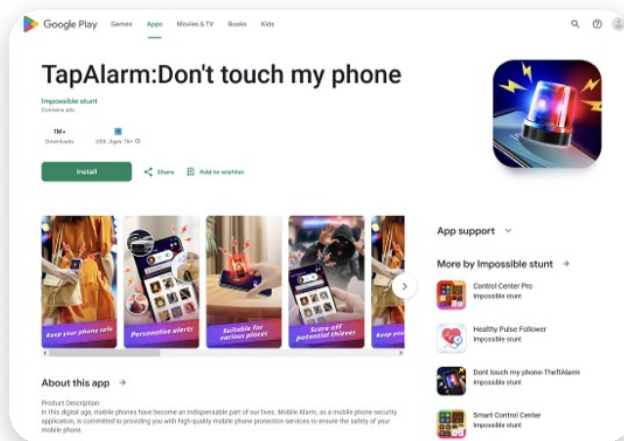 Google Play Games Apps Movies & TV Books Kids
TapAlarm:Don't touch my phone
Impossible stunt
Contains ads
1M+
Downloads
USK: Ages 16+
Install
Share
Add to wishlist
Keep your phone safe
Personalize alerts
Suitable for
various places
Scare off
potential thieves
Keep you
App support
More by Impossible stunt
Control Center Pro
Impossible stunt
Healthy Pulse Follower
Impossible stunt
Dont touch my phone-TheftAlarm
Impossible stunt
Smart Control Center
Impossible stunt
About this app
Product Description:
In this digital age, mobile phones have become an indispensable part of our lives. Mobile Alarm, as a mobile phone security
application, is committed to providing you with high-quality mobile phone protection services to ensure the safety of your
mobile phone.